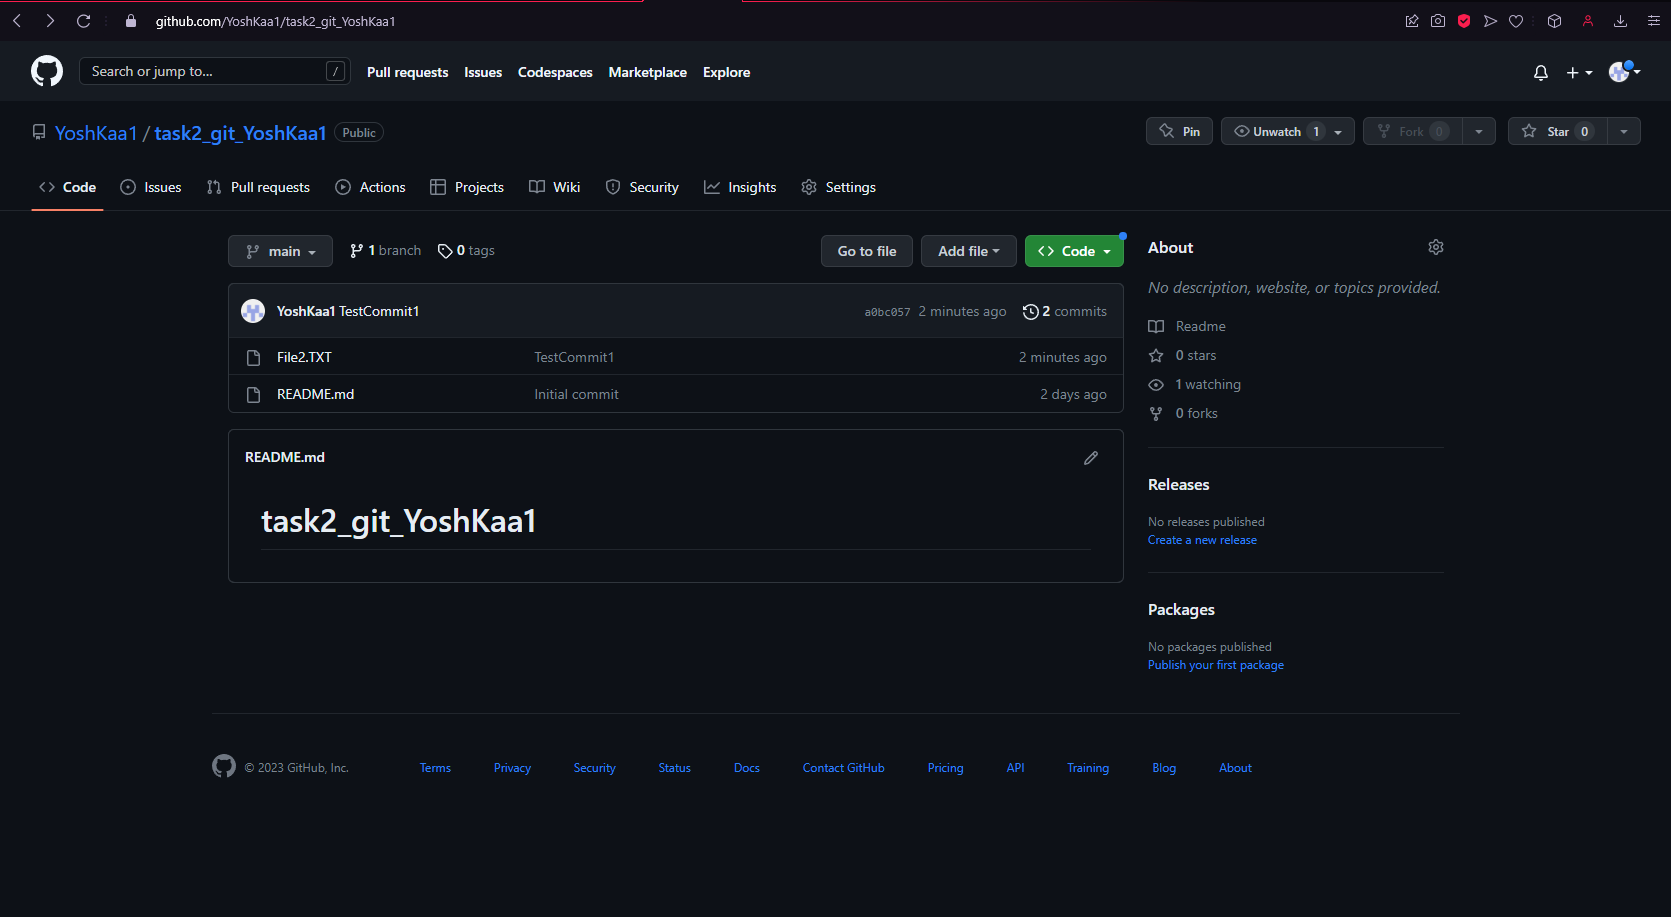 github.com/YoshKaa1/task2_git_YoshKaa1
Search or jump to... /
Pull requests Issues Codespaces Marketplace Explore
YoshKaa1 / task2_git_YoshKaa1 Public
Pin Unwatch 1 Fork 0 Star 0
Code Issues Pull requests Actions Projects Wiki Security Insights Settings
main 1 branch 0 tags Go to file Add file Code
YoshKaa1 TestCommit1 a0bc057 2 minutes ago 2 commits
File2.TXT TestCommit1 2 minutes ago
README.md Initial commit 2 days ago
README.md
task2_git_YoshKaa1
About
No description, website, or topics provided.
Readme
0 stars
1 watching
0 forks
Releases
No releases published
Create a new release
Packages
No packages published
Publish your first package
© 2023 GitHub, Inc. Terms Privacy Security Status Docs Contact GitHub Pricing API Training Blog About